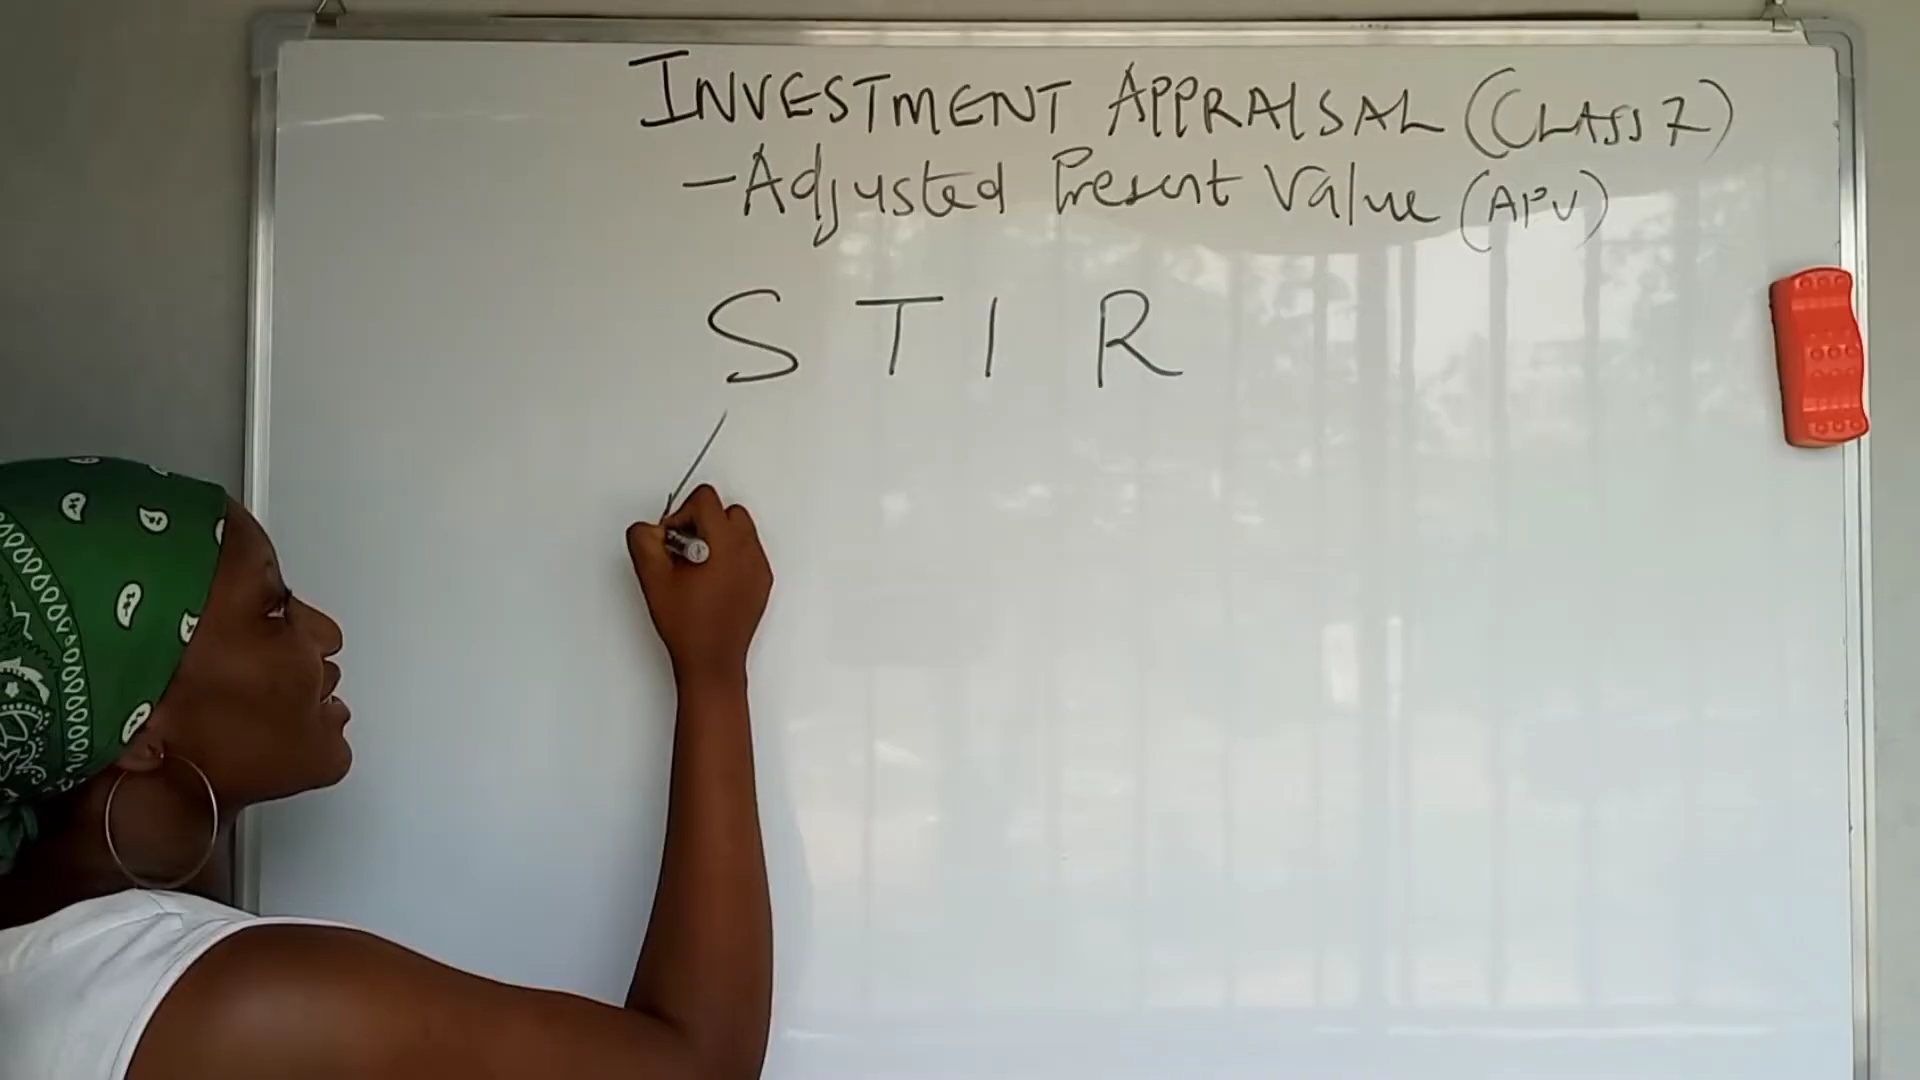 INVESTMENT APPRAISAL (CLASS 7)
- Adjusted Present Value (APV)
S T I R